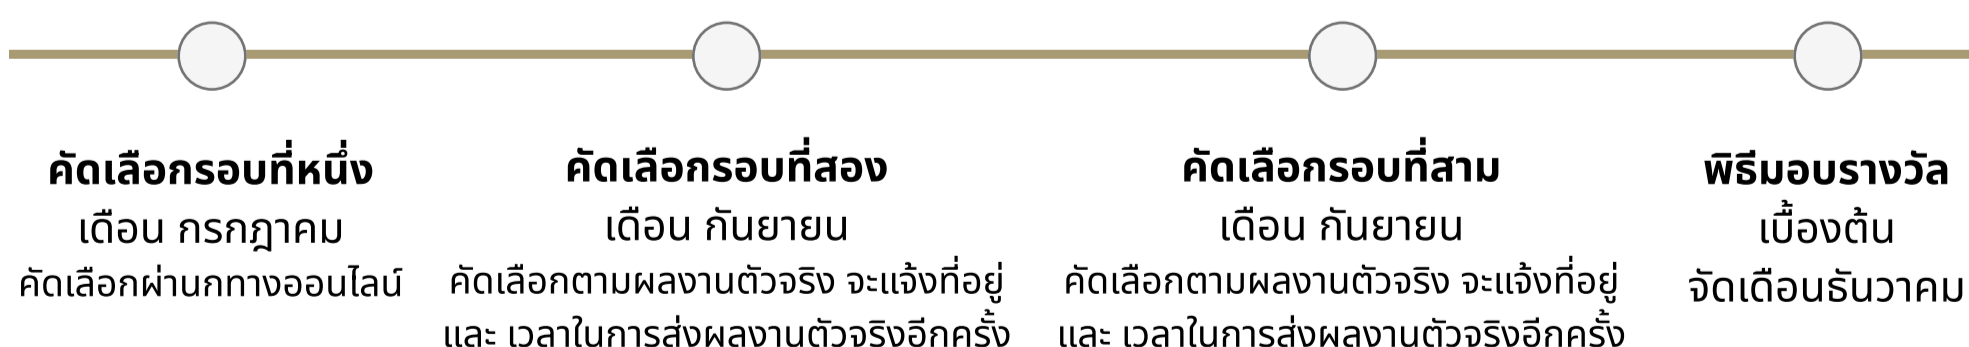 คัดเลือกรอบที่หนึ่ง
เดือน กรกฎาคม
คัดเลือกผ่านกทางออนไลน์
คัดเลือกรอบที่สอง
เดือน กันยายน
คัดเลือกตามผลงานตัวจริง จะแจ้งที่อยู่
และ เวลาในการส่งผลงานตัวจริงอีกครั้ง
คัดเลือกรอบที่สาม
เดือน กันยายน
คัดเลือกตามผลงานตัวจริง จะแจ้งที่อยู่
และ เวลาในการส่งผลงานตัวจริงอีกครั้ง
พิธีมอบรางวัล
เบื้องต้น
จัดเดือนธันวาคม